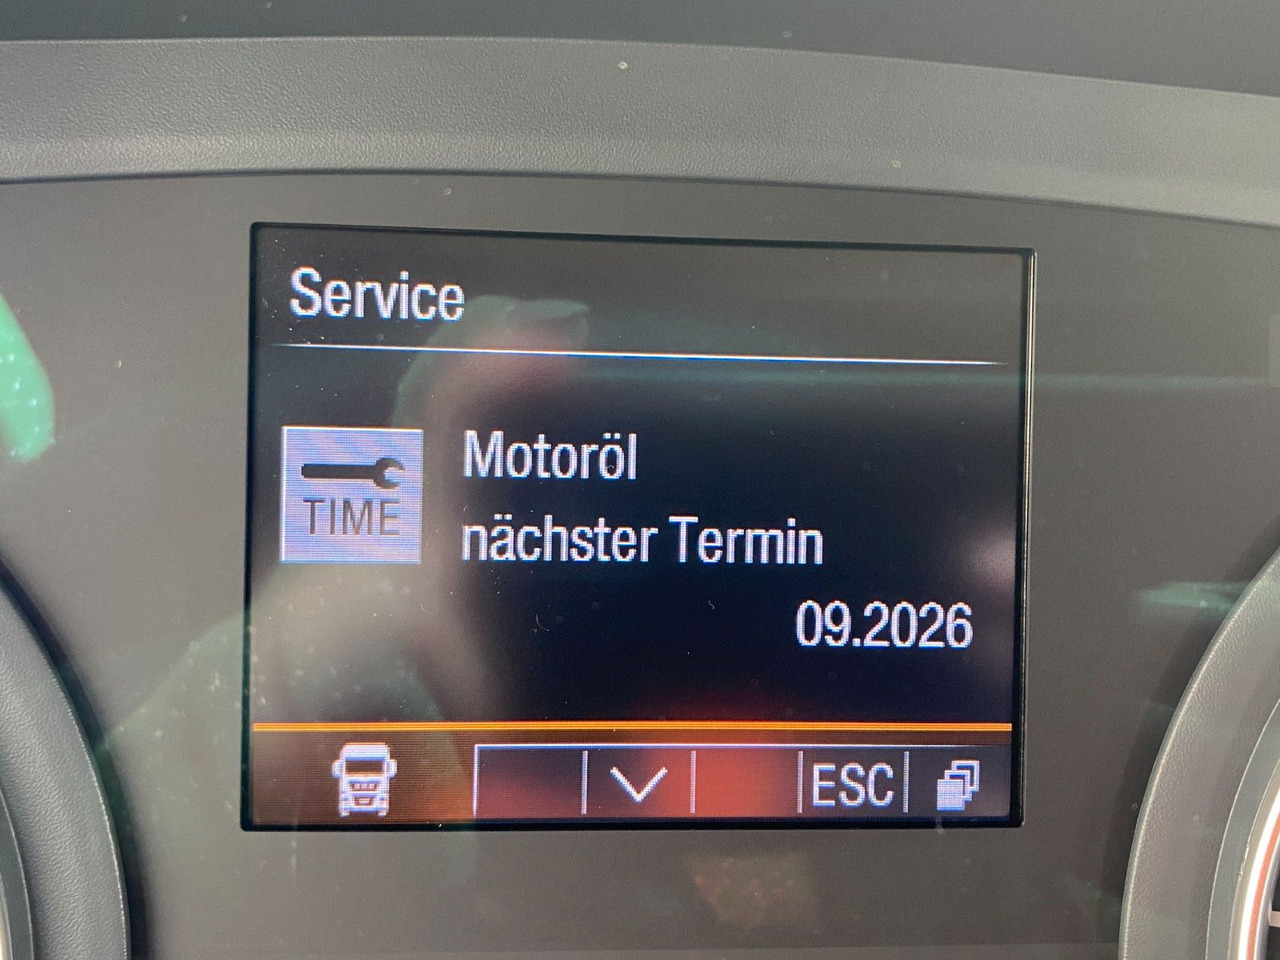 Service
TIME
Motoröl
nächster Termin
09.2026
ESC